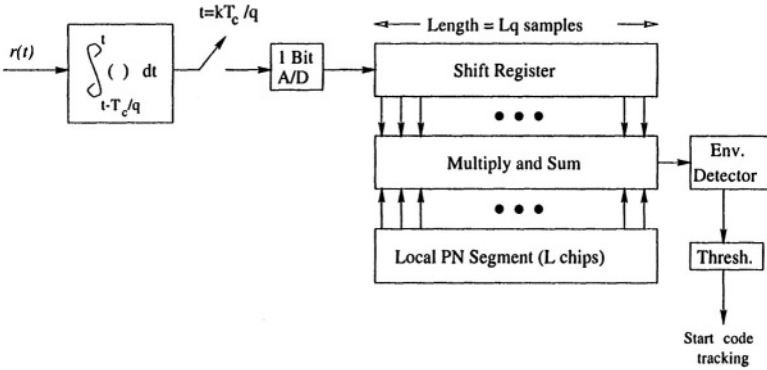 t=kT_c/q
Length = Lq samples
r(t)
t
( ) dt
t-T_c/q
1 Bit
A/D
Shift Register
Multiply and Sum
Env.
Detector
Local PN Segment (L chips)
Thresh.
Start code
tracking